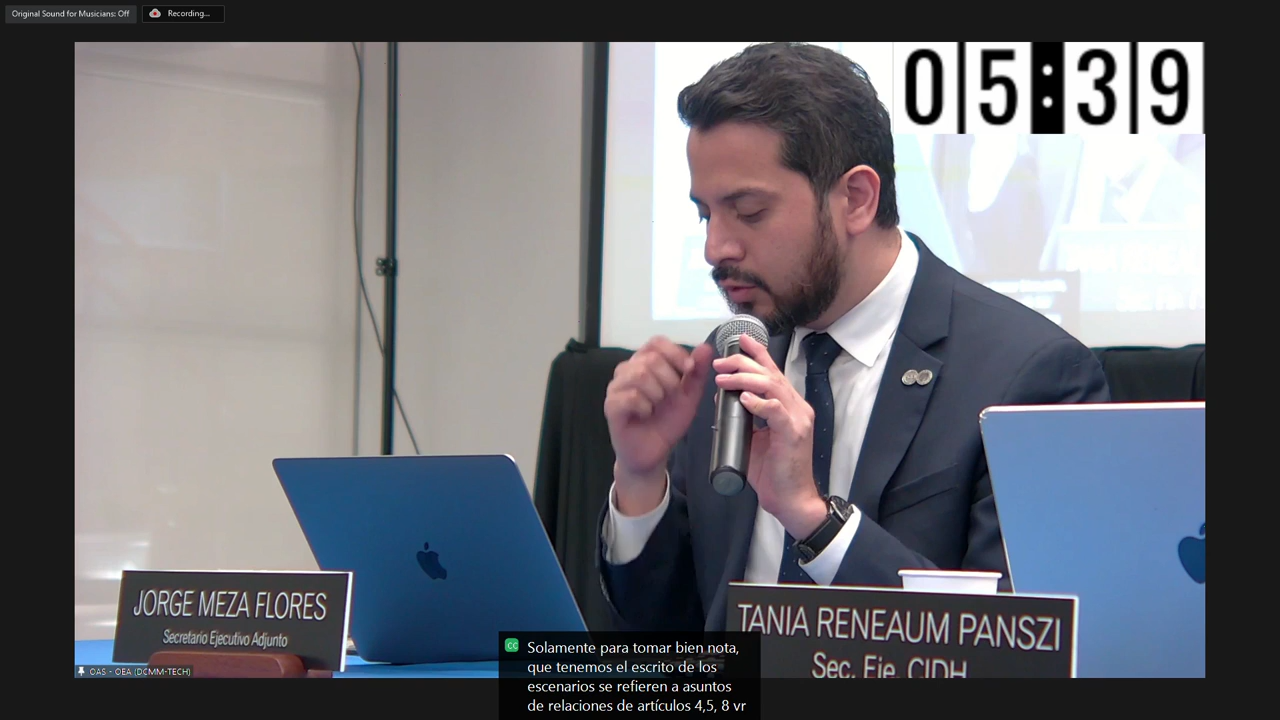 Original Sound for Musicians: Off
Recording...
05:39
JORGE MEZA FLORES
Secretario Ejecutivo Adjunto
TANIA RENEAUM PANSZI
Sec. Eje. CIDH
OAS - OEA (DCMM-TECH)
CC
Solamente para tomar bien nota,
que tenemos el escrito de los
escenarios se refieren a asuntos
de relaciones de artículos 4,5, 8 vr